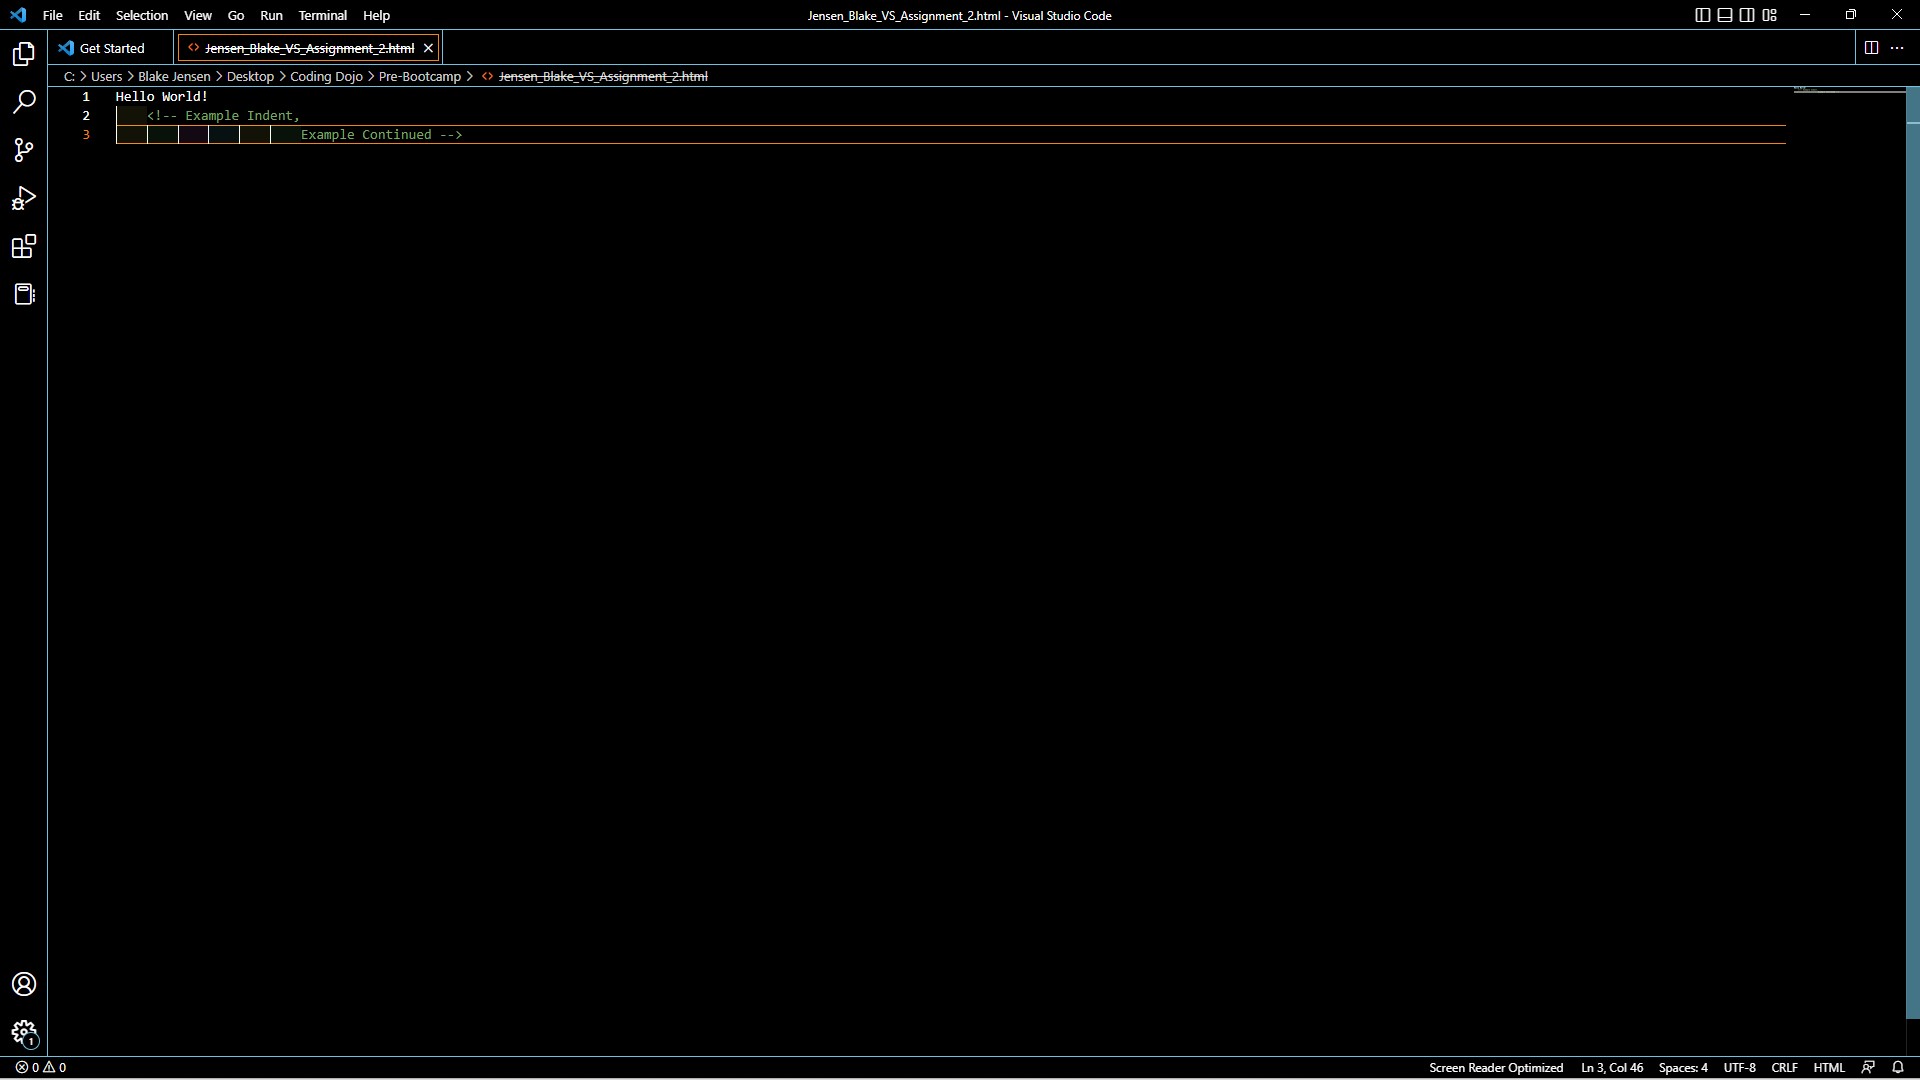 File Edit Selection View Go Run Terminal Help
Jensen_Blake_VS_Assignment_2.html - Visual Studio Code
Get Started
Jensen_Blake_VS_Assignment_2.html
C: > Users > Blake Jensen > Desktop > Coding Dojo > Pre-Bootcamp > <> Jensen_Blake_VS_Assignment_2.html
1 Hello World!
2 <!-- Example Indent,
3 Example Continued -->
1
0 0
Screen Reader Optimized Ln 3, Col 46 Spaces: 4 UTF-8 CRLF HTML